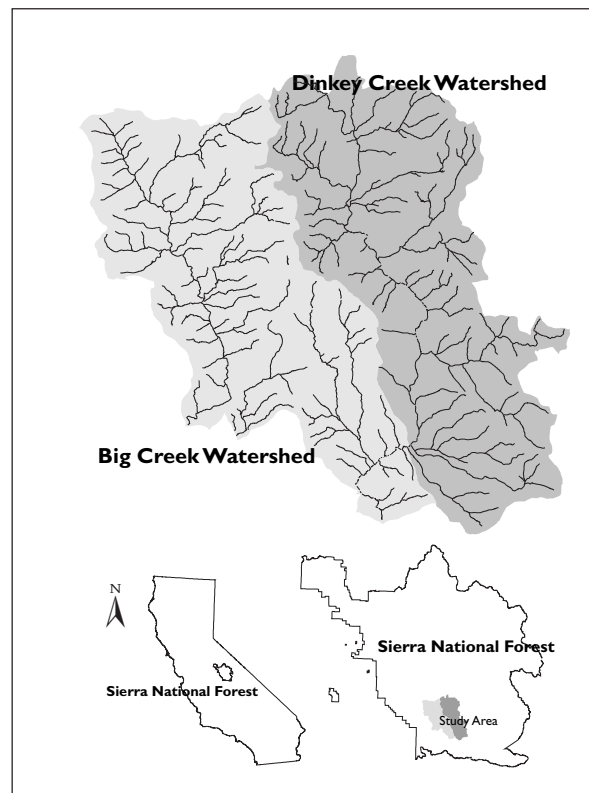 Dinkey Creek Watershed
Big Creek Watershed
N
Sierra National Forest
Sierra National Forest
Study Area